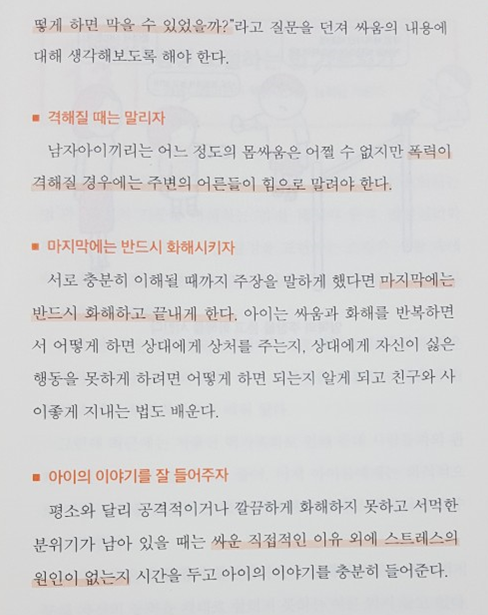 떻게 하면 막을 수 있었을까?"라고 질문을 던져 싸움의 내용에
대해 생각해보도록 해야 한다.
■ 격해질 때는 말리자
남자아이끼리는 어느 정도의 몸싸움은 어쩔 수 없지만 폭력이
격해질 경우에는 주변의 어른들이 힘으로 말려야 한다.
■ 마지막에는 반드시 화해시키자
서로 충분히 이해될 때까지 주장을 말하게 했다면 마지막에는
반드시 화해하고 끝내게 한다. 아이는 싸움과 화해를 반복하면
서 어떻게 하면 상대에게 상처를 주는지, 상대에게 자신이 싫은
행동을 못하게 하려면 어떻게 하면 되는지 알게 되고 친구와 사
이좋게 지내는 법도 배운다.
■ 아이의 이야기를 잘 들어주자
평소와 달리 공격적이거나 깔끔하게 화해하지 못하고 서먹한
분위기가 남아 있을 때는 싸운 직접적인 이유 외에 스트레스의
원인이 없는지 시간을 두고 아이의 이야기를 충분히 들어준다.